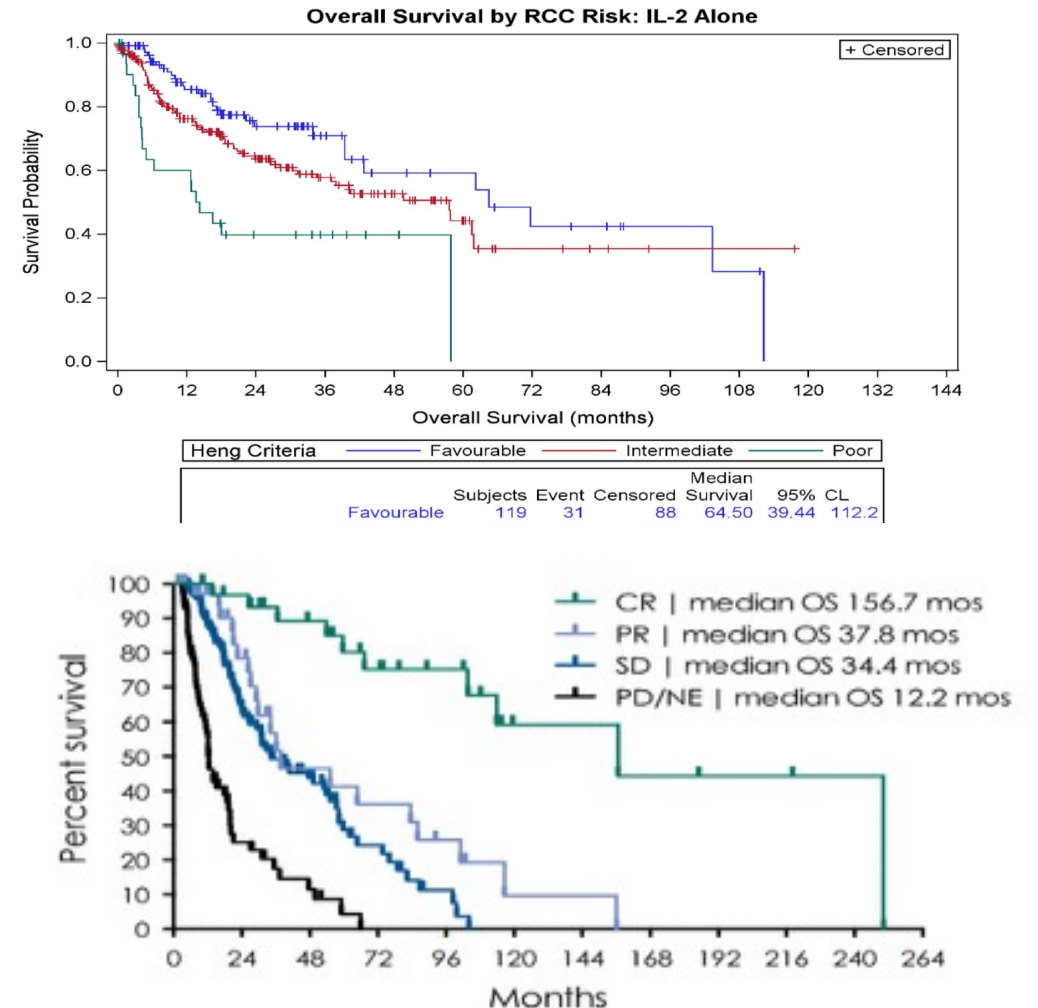 Overall Survival by RCC Risk: IL-2 Alone
+ Censored
1.0
0.8
0.6
0.4
0.2
0.0
Survival Probability
0 12 24 36 48 60 72 84 96 108 120 132 144
Overall Survival (months)
Heng Criteria Favourable Intermediate Poor
Median
Subjects Event Censored Survival 95% CL
Favourable 119 31 88 64.50 39.44 112.2
100
90
80
70
60
50
40
30
20
10
0
Percent survival
CR | median OS 156.7 mos
PR | median OS 37.8 mos
SD | median OS 34.4 mos
PD/NE | median OS 12.2 mos
0 24 48 72 96 120 144 168 192 216 240 264
Months